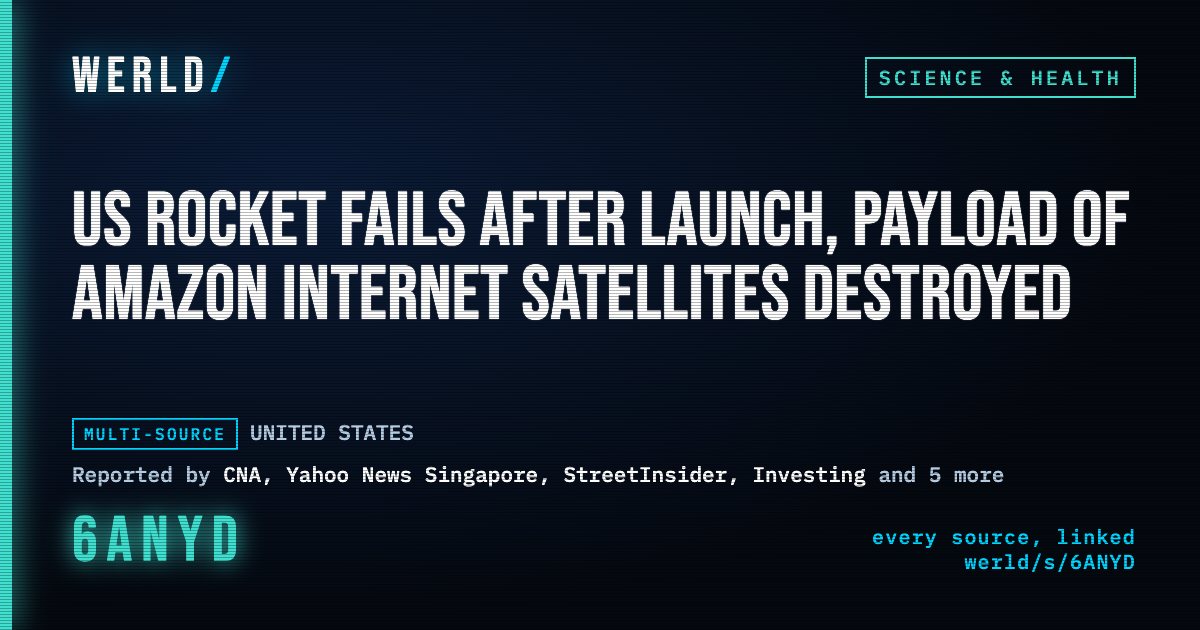 WERLD/
SCIENCE & HEALTH
US ROCKET FAILS AFTER LAUNCH, PAYLOAD OF
AMAZON INTERNET SATELLITES DESTROYED
MULTI-SOURCE UNITED STATES
Reported by CNA, Yahoo News Singapore, StreetInsider, Investing and 5 more
6ANYD
every source, linked
werld/s/6ANYD